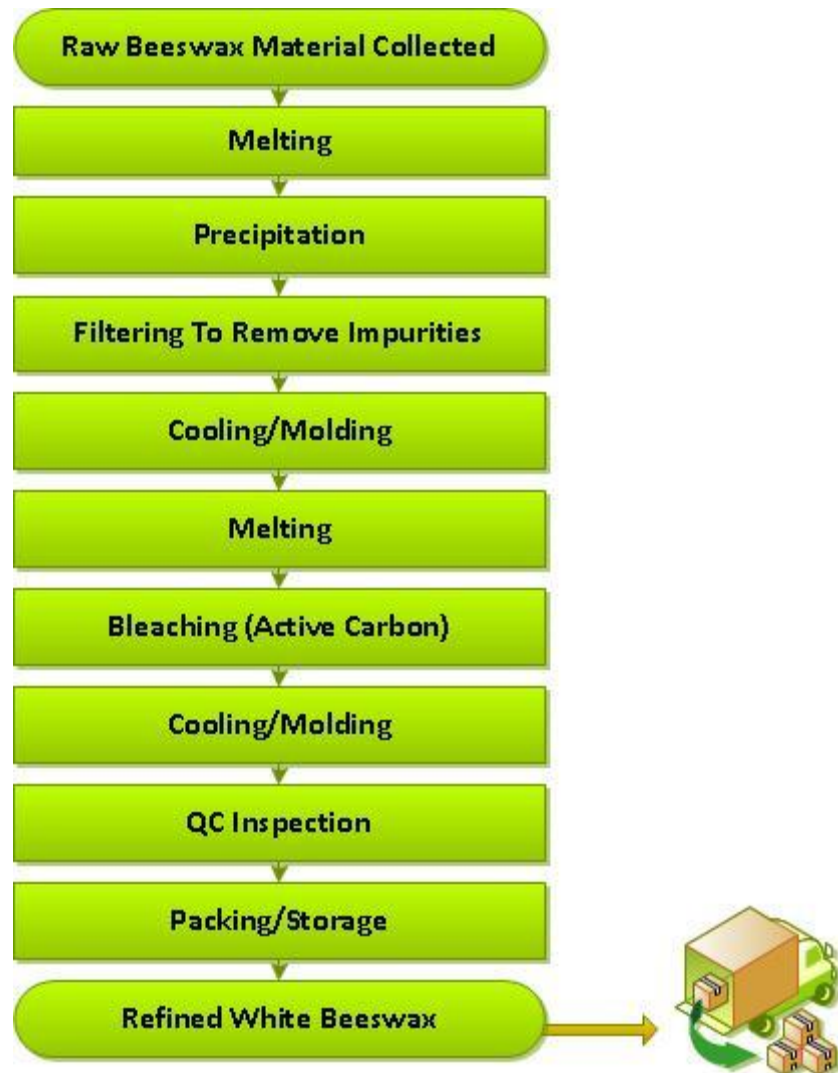 Raw Beeswax Material Collected
Melting
Precipitation
Filtering To Remove Impurities
Cooling/Molding
Melting
Bleaching (Active Carbon)
Cooling/Molding
QC Inspection
Packing/Storage
Refined White Beeswax